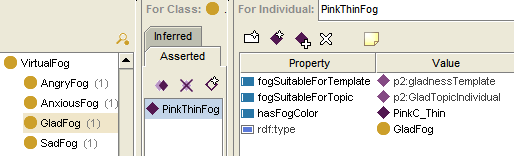 For Class:
For Individual: PinkThinFog
VirtualFog
AngryFog (1)
AnxiousFog (1)
GladFog (1)
SadFog (1)
Inferred
Asserted
PinkThinFog
Property Value
fogSuitableForTemplate p2:gladnessTemplate
fogSuitableForTopic p2:GladTopicIndividual
hasFogColor PinkC_Thin
rdf:type GladFog